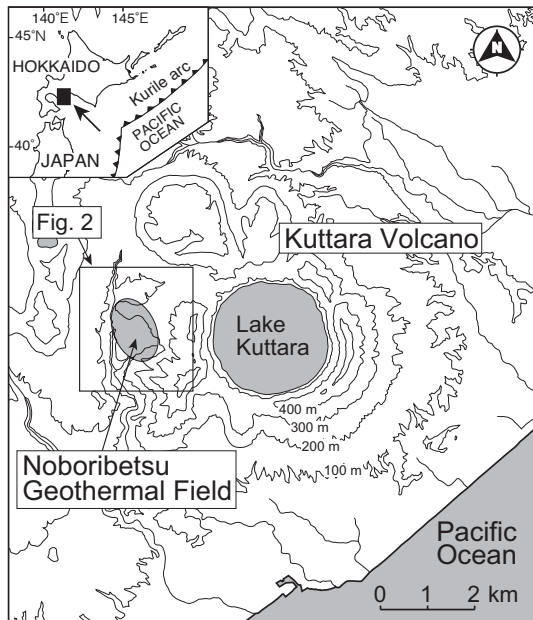 140°E
145°E
45°N
N
HOKKAIDO
Kurile arc
PACIFIC
OCEAN
40°
JAPAN
Fig. 2
Kuttara Volcano
Lake
Kuttara
400 m
300 m
200 m
100 m
Noboribetsu
Geothermal Field
Pacific
Ocean
0 1 2 km